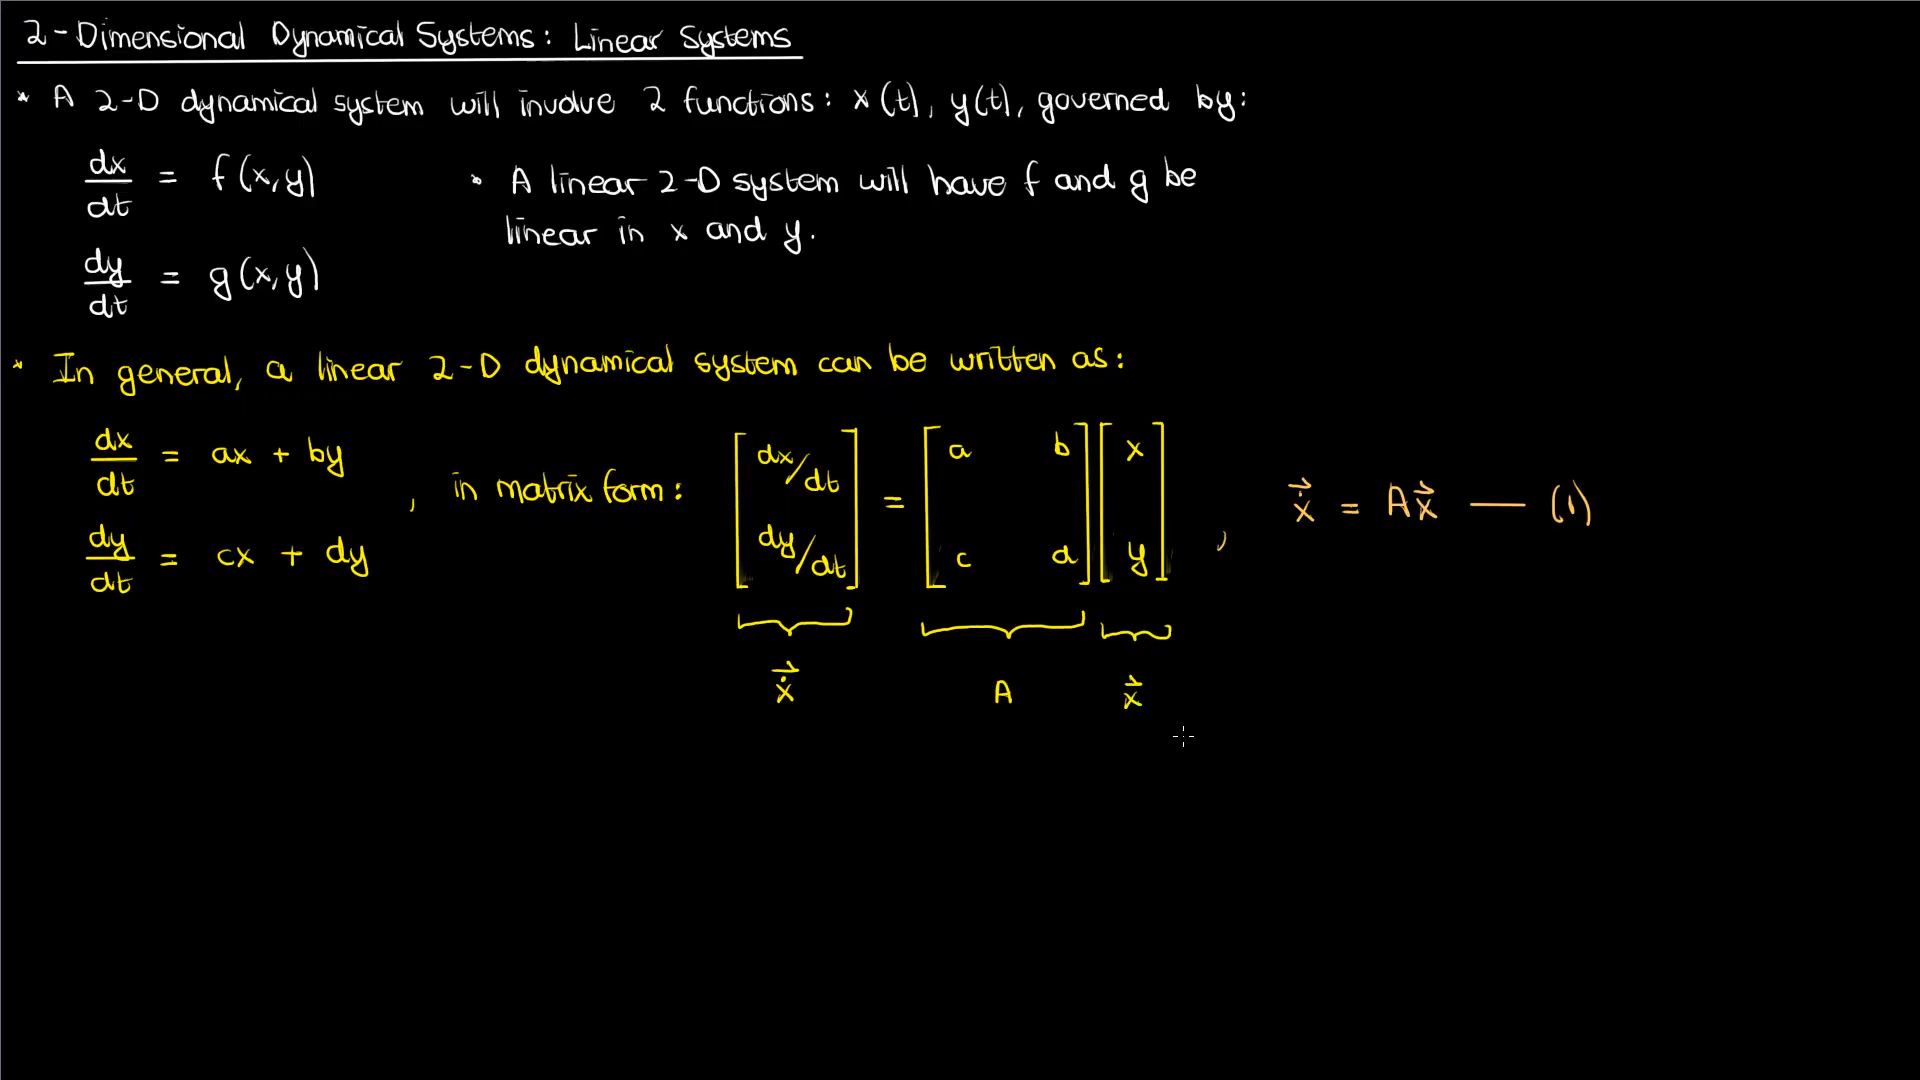 2-Dimensional Dynamical Systems: Linear Systems
* A 2-D dynamical system will involve 2 functions: x(t), y(t), governed by:
dx/dt = f(x,y)
* A linear 2-D system will have f and g be
linear in x and y.
dy/dt = g(x,y)
* In general, a linear 2-D dynamical system can be written as:
dx/dt = ax + by
dy/dt = cx + dy
, in matrix form:
[dx/dt dy/dt] = [a b c d] [x y] , ẋ⃗ = Ax⃗ — (1)
ẋ⃗ A x⃗